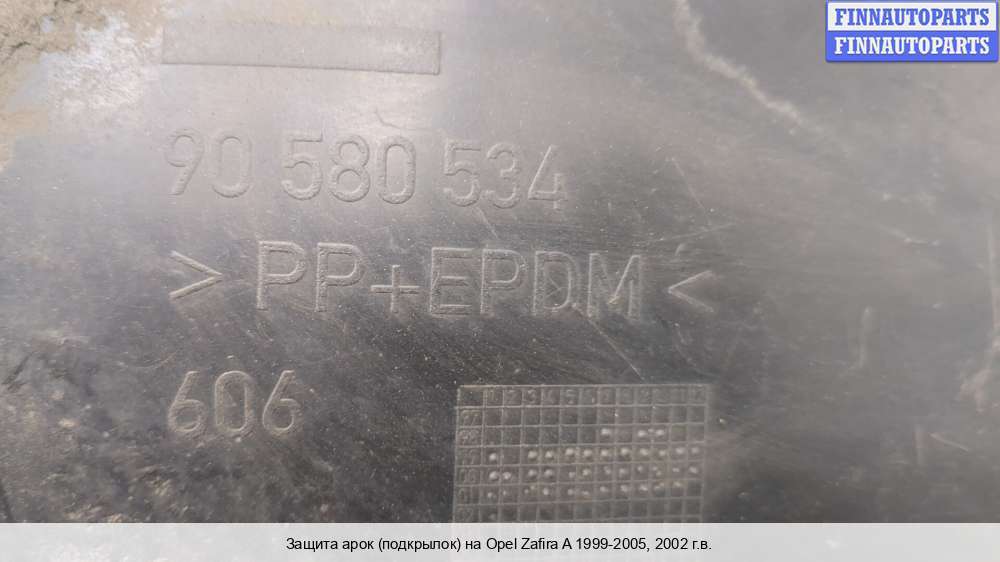 FINNAUTOPARTS
FINNAUTOPARTS
90 580 534
> PP+EPDM <
606
Защита арок (подкрылок) на Opel Zafira A 1999-2005, 2002 г.в.